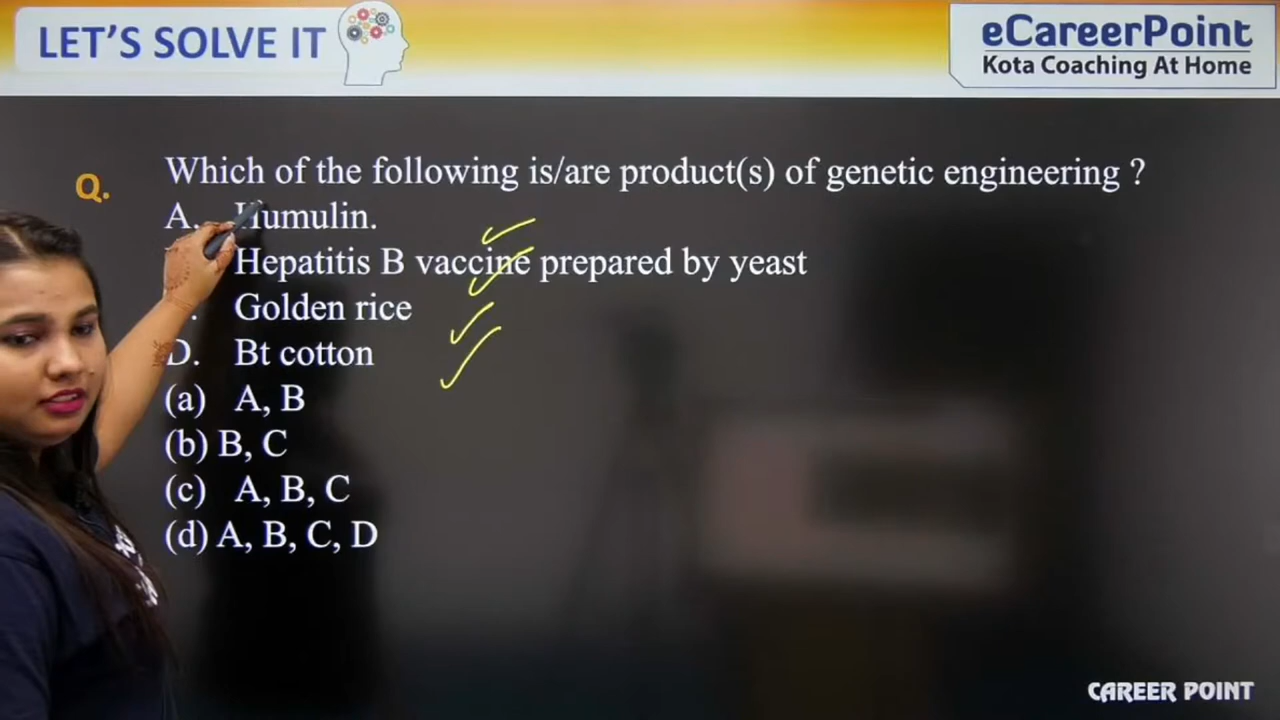 LET'S SOLVE IT
eCareerPoint
Kota Coaching At Home
Q. Which of the following is/are product(s) of genetic engineering ?
A. Humulin.
Hepatitis B vaccine prepared by yeast
. Golden rice
D. Bt cotton
(a) A, B
(b) B, C
(c) A, B, C
(d) A, B, C, D
CAREER POINT